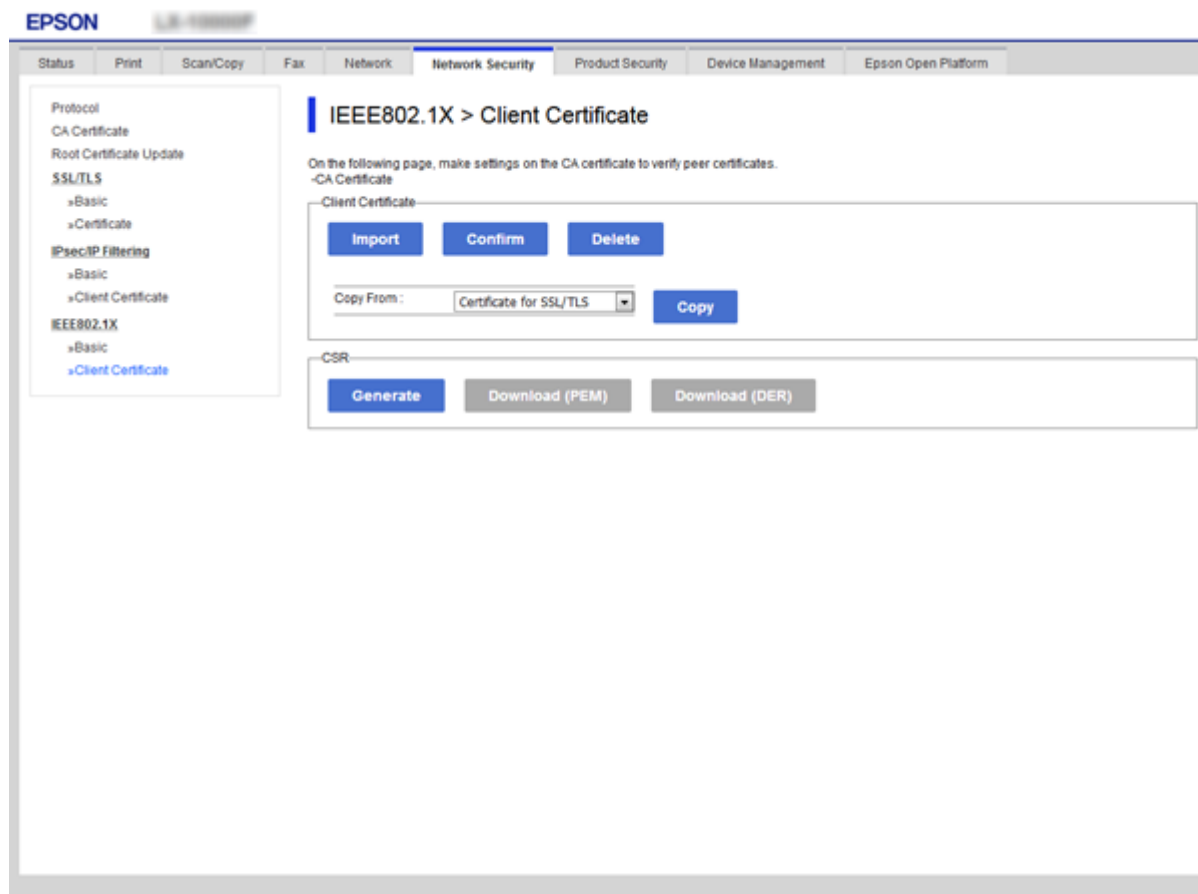 EPSON
Status Print Scan/Copy Fax Network Network Security Product Security Device Management Epson Open Platform
Protocol
CA Certificate
Root Certificate Update
SSL/TLS
»Basic
»Certificate
IPsec/IP Filtering
»Basic
»Client Certificate
IEEE802.1X
»Basic
»Client Certificate
IEEE802.1X > Client Certificate
On the following page, make settings on the CA certificate to verify peer certificates.
-CA Certificate
Client Certificate
Import Confirm Delete
Copy From : Certificate for SSL/TLS Copy
CSR
Generate Download (PEM) Download (DER)